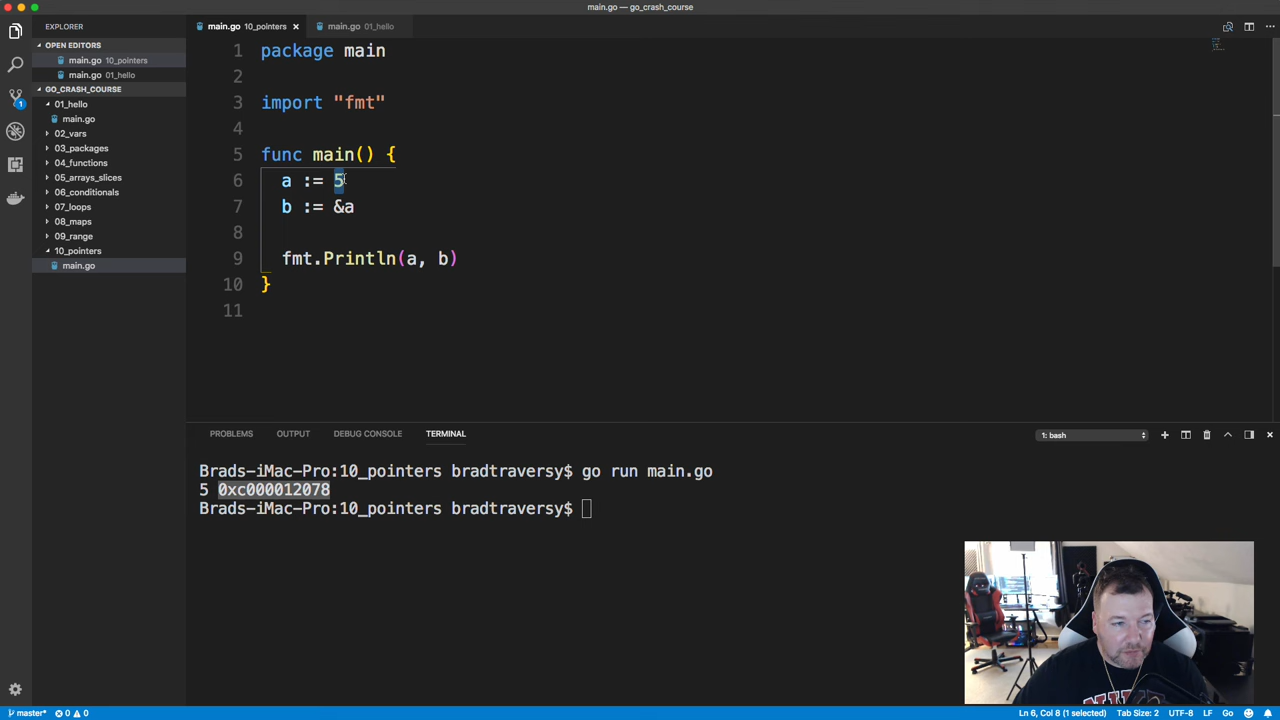 main.go — go_crash_course
EXPLORER
main.go 10_pointers ×
main.go 01_hello
OPEN EDITORS
main.go 10_pointers
main.go 01_hello
GO_CRASH_COURSE
01_hello
main.go
02_vars
03_packages
04_functions
05_arrays_slices
06_conditionals
07_loops
08_maps
09_range
10_pointers
main.go
1
1 package main
2
3 import "fmt"
4
5 func main() {
6 a := 5
7 b := &a
8
9 fmt.Println(a, b)
10 }
11
PROBLEMS OUTPUT DEBUG CONSOLE TERMINAL
1: bash
Brads-iMac-Pro:10_pointers bradtraversy$ go run main.go
5 0xc000012078
Brads-iMac-Pro:10_pointers bradtraversy$
master* 0 0
Ln 6, Col 8 (1 selected) Tab Size: 2 UTF-8 LF Go